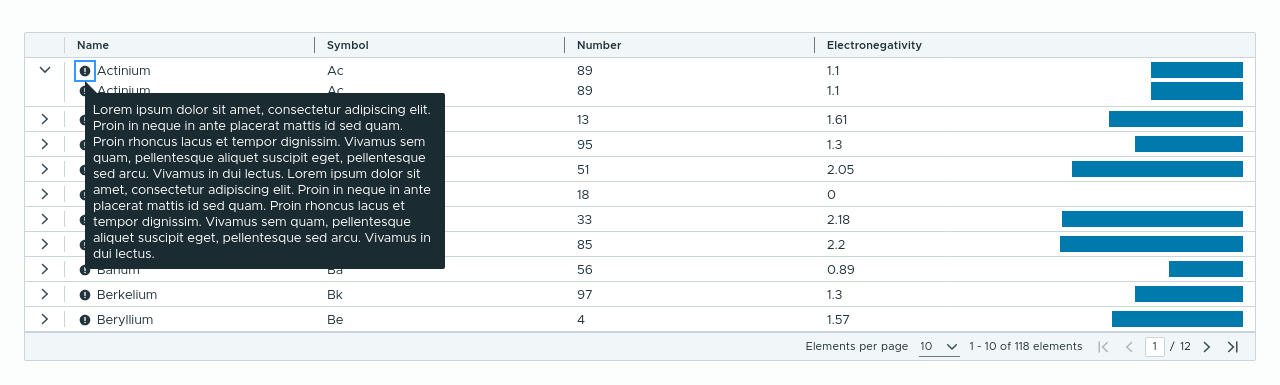 Name Symbol Number Electronegativity
Actinium Ac 89 1.1
Actinium Ac 89 1.1
Lorem ipsum dolor sit amet, consectetur adipiscing elit.
Proin in neque in ante placerat mattis id sed quam.
Proin rhoncus lacus et tempor dignissim. Vivamus sem
quam, pellentesque aliquet suscipit eget, pellentesque
sed arcu. Vivamus in dui lectus. Lorem ipsum dolor sit
amet, consectetur adipiscing elit. Proin in neque in ante
placerat mattis id sed quam. Proin rhoncus lacus et
tempor dignissim. Vivamus sem quam, pellentesque
aliquet suscipit eget, pellentesque sed arcu. Vivamus in
dui lectus.
13 1.61
95 1.3
51 2.05
18 0
33 2.18
85 2.2
Barium Ba 56 0.89
Berkelium Bk 97 1.3
Beryllium Be 4 1.57
Elements per page 10 1 - 10 of 118 elements 1 / 12